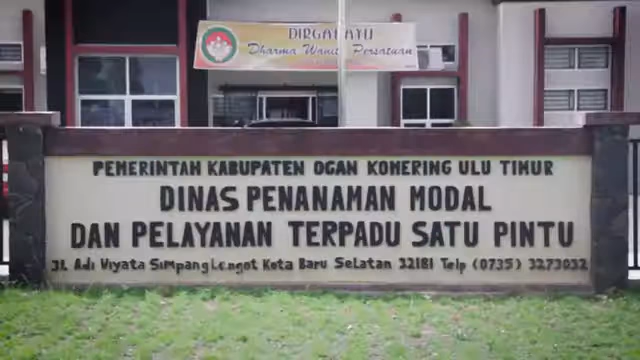 DIRGAHAYU
Dharma Wanita Persatuan
PEMERINTAH KABUPATEN OGAN KOMERING ULU TIMUR
DINAS PENANAMAN MODAL
DAN PELAYANAN TERPADU SATU PINTU
Jl. Adi Wiyata Simpang Lengot Kota Baru Selatan 32181 Telp (0735) 3273032